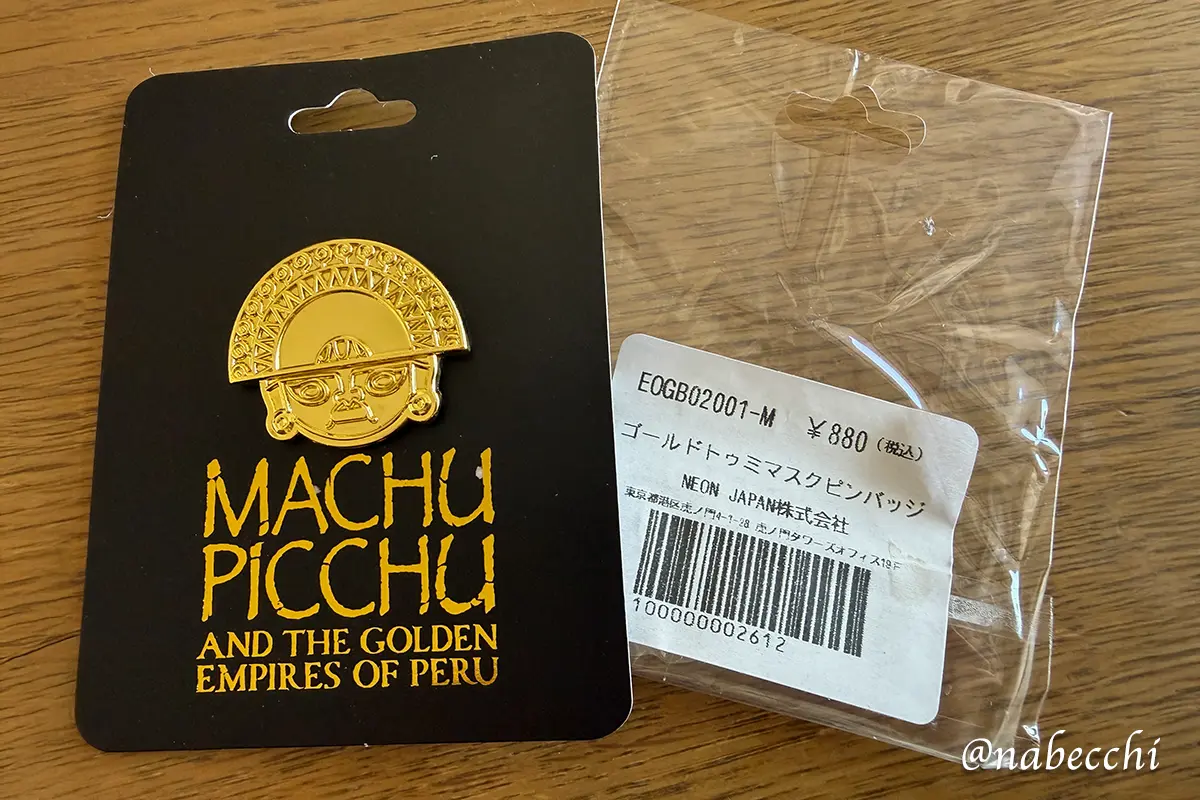 MACHU
PICCHU
AND THE GOLDEN
EMPIRES OF PERU
EOGB02001-M ¥880 (税込)
ゴールドトゥミマスクピンバッジ
NEON JAPAN株式会社
東京都港区虎ノ門4-1-28 虎ノ門タワーズオフィス18F
100000002612
@nabecchi